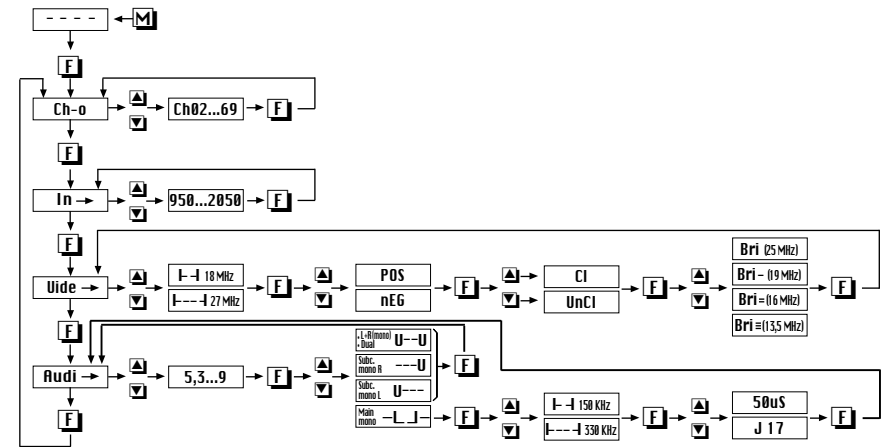 - - - - M
F
Ch-o Ch02...69 F
F
In → 950...2050 F
F
Uide → 18 MHz F POS F CI F Bri (25 MHz) F
27 MHz nEG UnCI Bri – (19 MHz)
Bri = (16 MHz)
Bri ≡ (13,5 MHz)
F
Audi → 5,3...9 F • L+R(mono) • Dual U--U F
Subc. mono R ---U
Subc. mono L U---
Main mono F 150 KHz F 50uS F
330 KHz J 17
F